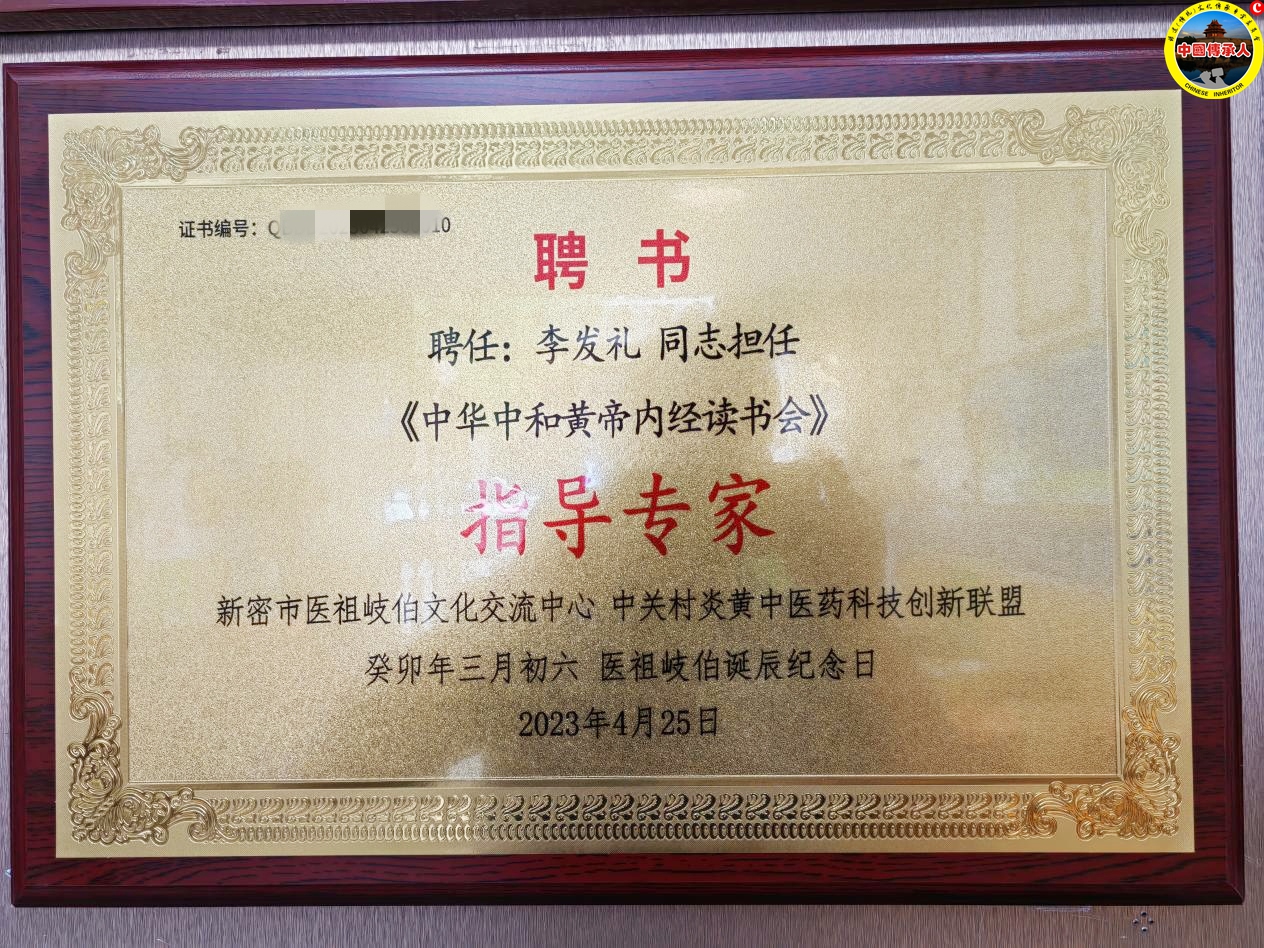 证书编号：Q 10
聘 书
聘任：李发礼 同志担任
《中华中和黄帝内经读书会》
指导专家
新密市医祖岐伯文化交流中心 中关村炎黄中医药科技创新联盟
癸卯年三月初六 医祖岐伯诞辰纪念日
2023年4月25日
中國傳承人
CHINESE INHERITOR
C